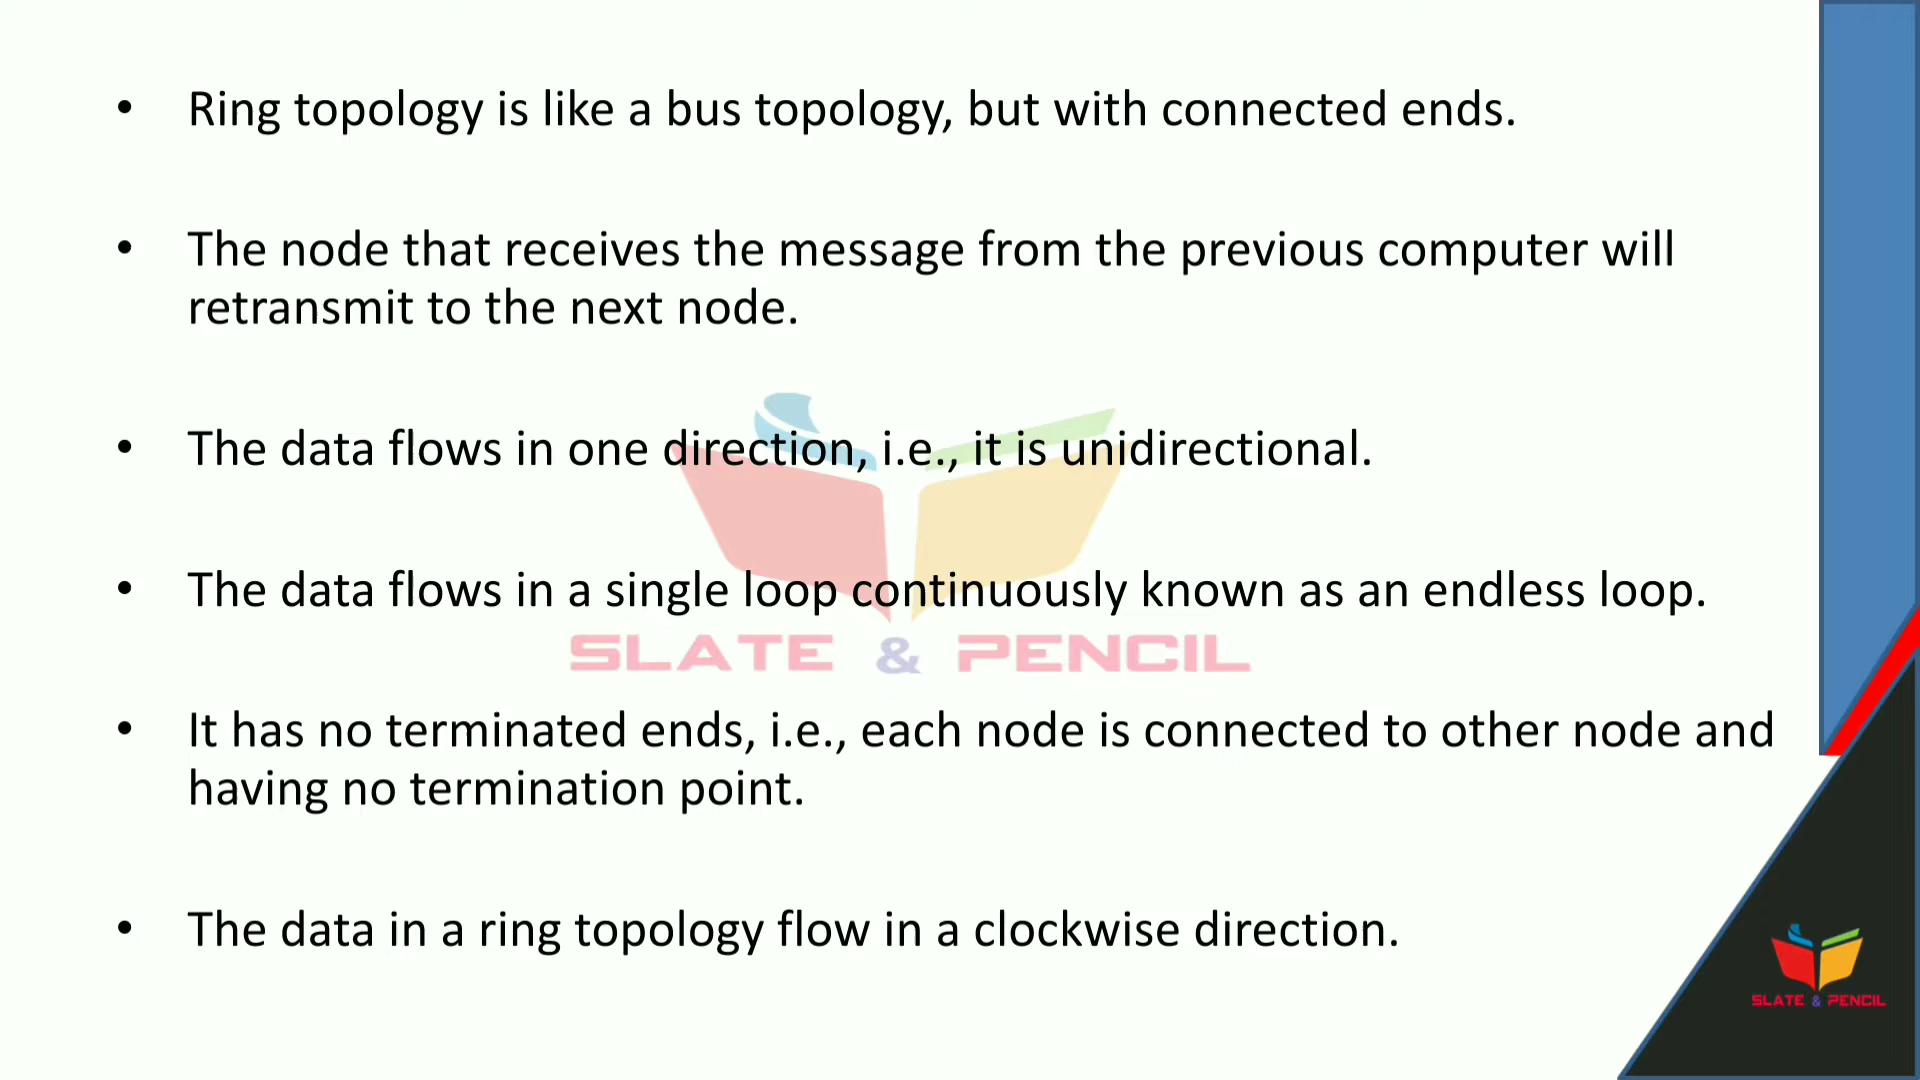 • Ring topology is like a bus topology, but with connected ends.
• The node that receives the message from the previous computer will
retransmit to the next node.
• The data flows in one direction, i.e., it is unidirectional.
• The data flows in a single loop continuously known as an endless loop.
SLATE & PENCIL
• It has no terminated ends, i.e., each node is connected to other node and
having no termination point.
• The data in a ring topology flow in a clockwise direction.
SLATE & PENCIL